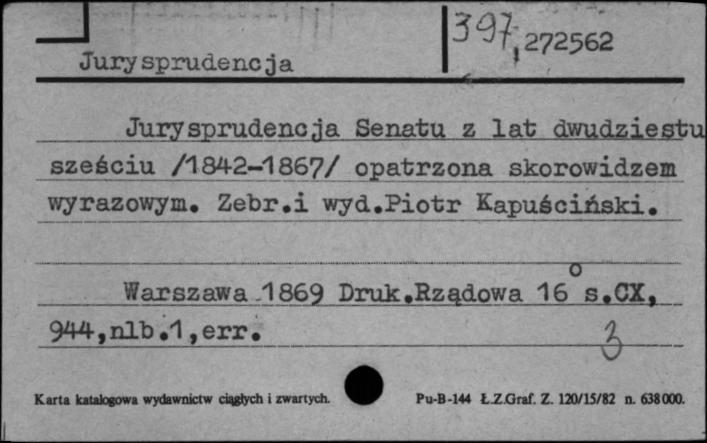 397,272562
Jurysprudencja
Jurysprudencja Senatu z lat dwudziestu
sześciu /1842-1867/ opatrzona skorowidzem
wyrazowym. Zebr.i wyd.Piotr Kapuściński.
Warszawa 1869 Druk.Rządowa 16° s.CX,
944,nlb.1,err.
3
Karta katalogowa wydawnictw ciągłych i zwartych. Pu-B-144 Ł.Z.Graf. Z. 120/15/82 n. 638000.